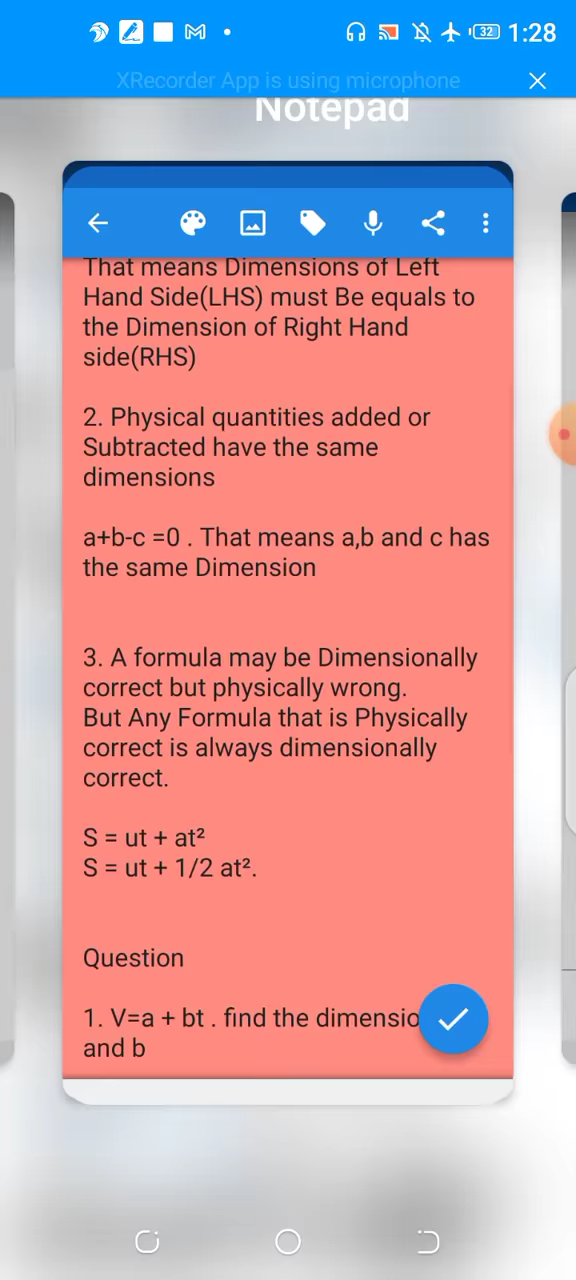 32 1:28
XRecorder App is using microphone
Notepad
That means Dimensions of Left
Hand Side(LHS) must Be equals to
the Dimension of Right Hand
side(RHS)
2. Physical quantities added or
Subtracted have the same
dimensions
a+b-c =0 . That means a,b and c has
the same Dimension
3. A formula may be Dimensionally
correct but physically wrong.
But Any Formula that is Physically
correct is always dimensionally
correct.
S = ut + at²
S = ut + 1/2 at².
Question
1. V=a + bt . find the dimensio
and b